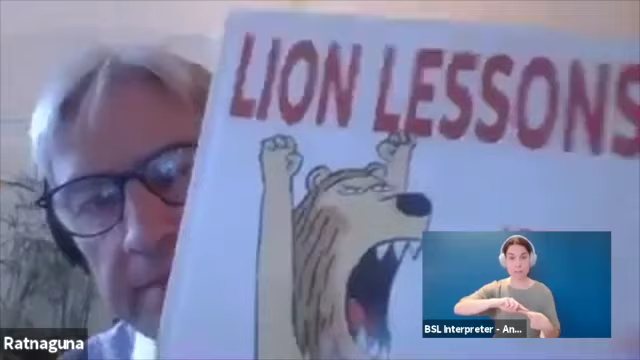 LION LESSONS
Ratnaguna
BSL Interpreter - An...